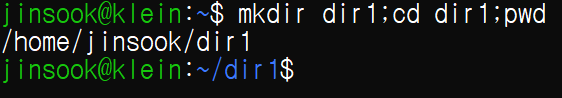 jinsook@klein:~$ mkdir dir1;cd dir1;pwd
/home/jinsook/dir1
jinsook@klein:~/dir1$